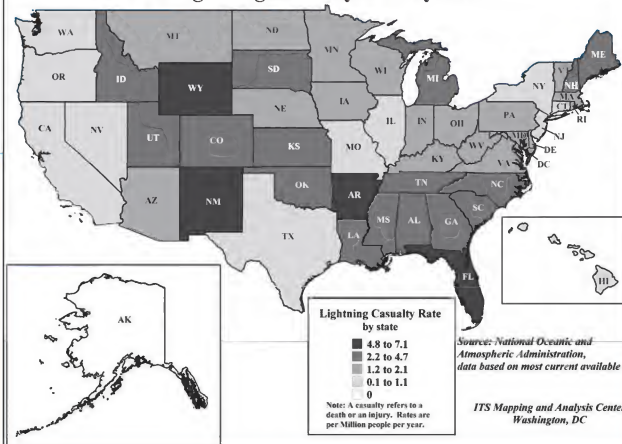 WA
MT
ND
MN
ME
OR
ID
WY
SD
WI
MI
NY
VT
NH
MA
CT
RI
CA
NV
UT
CO
NE
KS
IA
IL
IN
OH
PA
NJ
MD
DE
DC
MO
KY
WV
VA
AZ
NM
OK
AR
TN
NC
SC
TX
LA
MS
AL
GA
FL
HI
AK
Lightning Casualty Rate
by state
4.8 to 7.1
2.2 to 4.7
1.2 to 2.1
0.1 to 1.1
0
Note: A casualty refers to a
death or an injury. Rates are
per Million people per year.
Source: National Oceanic and
Atmospheric Administration,
data based on most current available
ITS Mapping and Analysis Center
Washington, DC